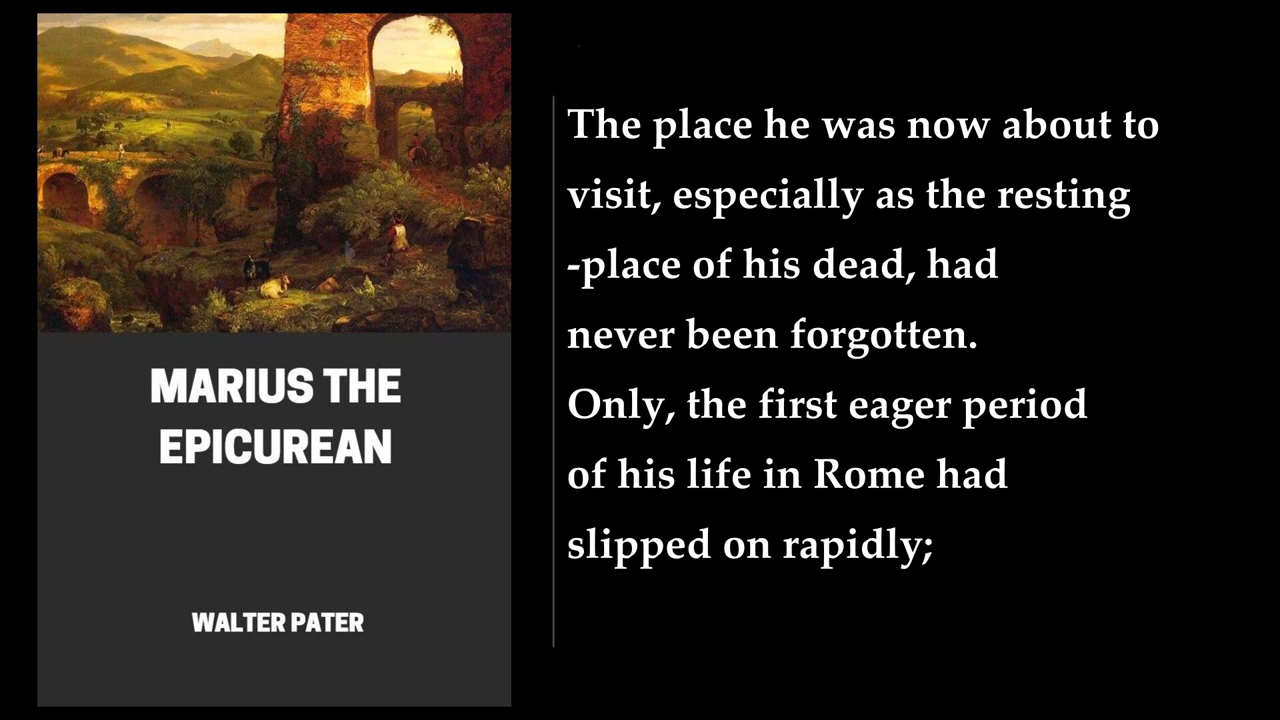 MARIUS THE
EPICUREAN
WALTER PATER
The place he was now about to
visit, especially as the resting
-place of his dead, had
never been forgotten.
Only, the first eager period
of his life in Rome had
slipped on rapidly;